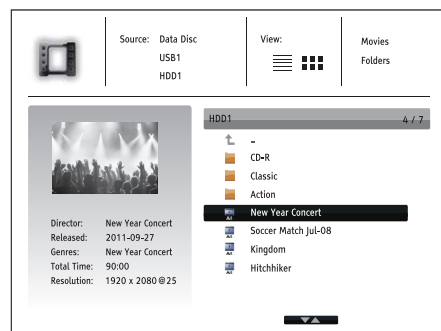 Source: Data Disc
USB1
HDD1
View:
Movies
Folders
HDD1 4 / 7
–
CD-R
Classic
Action
New Year Concert
Soccer Match Jul-08
Kingdom
Hitchhiker
Director: New Year Concert
Released: 2011-09-27
Genres: New Year Concert
Total Time: 90:00
Resolution: 1920 x 2080@25